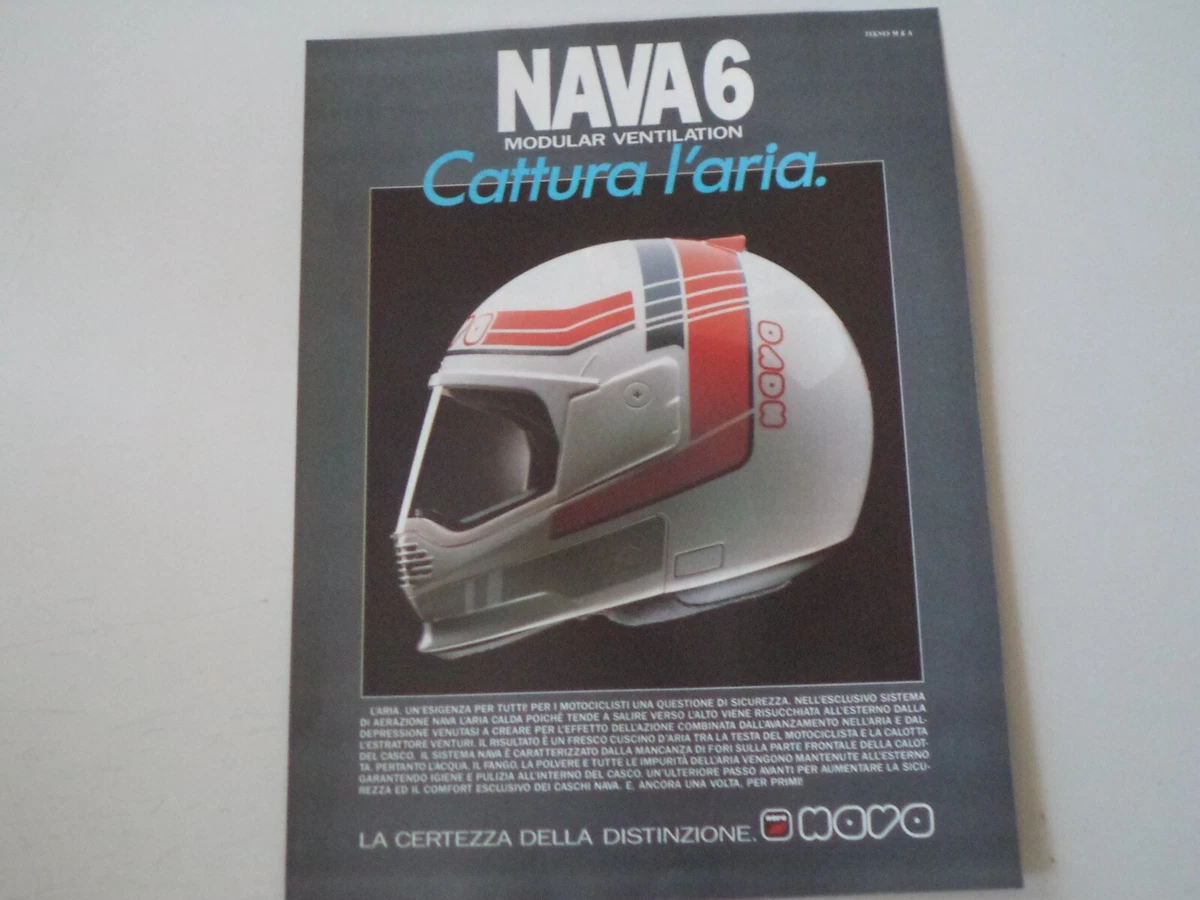 TEKNES M & A
NAVA 6
MODULAR VENTILATION
Cattura l'aria.
nava
L'ARIA. UN'ESIGENZA PER TUTTI! PER I MOTOCICLISTI UNA QUESTIONE DI SICUREZZA. NELL'ESCLUSIVO SISTEMA
DI AERAZIONE NAVA L'ARIA CALDA POICHÉ TENDE A SALIRE VERSO L'ALTO VIENE RISUCCHIATA ALL'ESTERNO DALLA
DEPRESSIONE VENUTASI A CREARE PER L'EFFETTO DELL'AZIONE COMBINATA DALL'AVANZAMENTO NELL'ARIA E DAL-
L'ESTRATTORE VENTURI. IL RISULTATO È UN FRESCO CUSCINO D'ARIA TRA LA TESTA DEL MOTOCICLISTA E LA CALOTTA
DEL CASCO. IL SISTEMA NAVA È CARATTERIZZATO DALLA MANCANZA DI FORI SULLA PARTE FRONTALE DELLA CALOT-
TA. PERTANTO L'ACQUA, IL FANGO, LA POLVERE E TUTTE LE IMPURITÀ DELL'ARIA VENGONO MANTENUTE ALL'ESTERNO
GARANTENDO IGIENE E PULIZIA ALL'INTERNO DEL CASCO. UN'ULTERIORE PASSO AVANTI PER AUMENTARE LA SICU-
REZZA ED IL COMFORT ESCLUSIVO DEI CASCHI NAVA. E, ANCORA UNA VOLTA, PER PRIMI!
LA CERTEZZA DELLA DISTINZIONE. nava nava